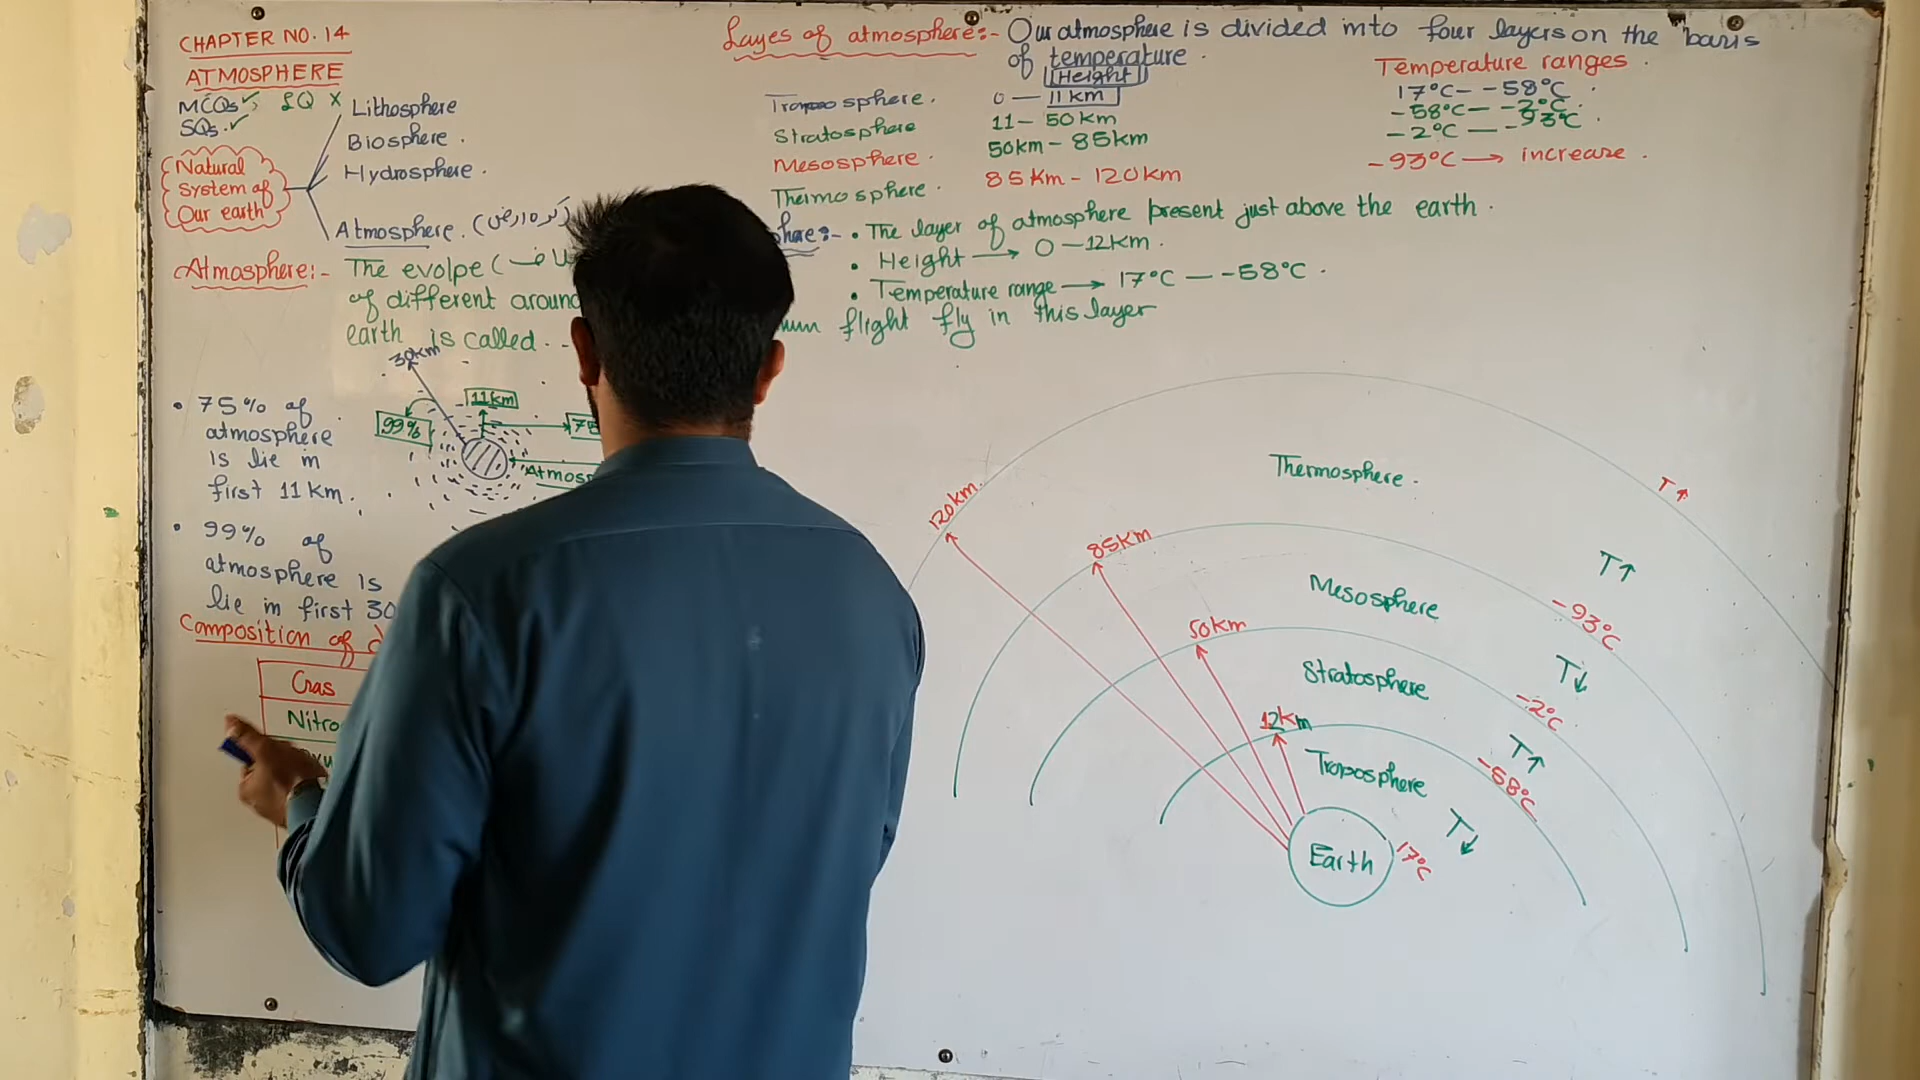 CHAPTER NO. 14
ATMOSPHERE
MCQs ✓, LQ X
SQs. ✓
Natural
System of
Our earth
Lithosphere
Biosphere .
Hydrosphere .
Atmosphere . (کرہ ارض
Atmosphere:- The evolpe (
of different around
earth is called . .
30km
11km
99%
Atmos
• 75% of
atmosphere
is lie in
first 11 km .
• 99% of
atmosphere is
lie in first 30
Composition of
Gas
Nitro
Layes of atmosphere:- Our atmosphere is divided into four layers on the basis
of temperature .
Height
Temperature ranges .
Troposphere . 0 — 11 km 17°C - -58°C .
Stratosphere 11 - 50 km -58°C - -2°C .
Mesosphere . 50km - 85km -2°C — -93°C .
Thermosphere . 85 Km - 120km -93°C → increase .
phere:- • The layer of atmosphere present just above the earth .
• Height → 0 — 12km .
• Temperature range → 17°C — -58°C .
mum flight fly in this layer
Thermosphere .
T↑
120km.
85km
T↑
Mesosphere
-93°C
50km
T↓
Stratosphere
-2°C
12km
T↑
Troposphere
-58°C
T↓
Earth
17°C